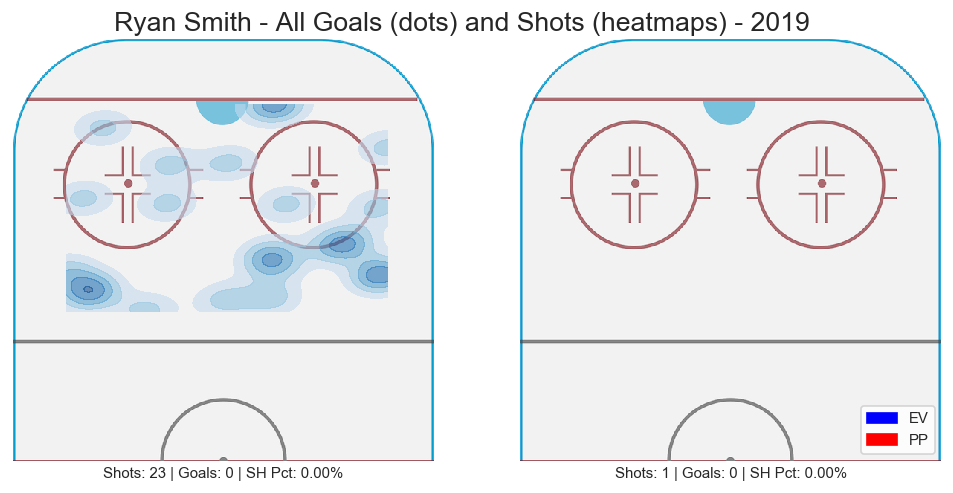 Ryan Smith - All Goals (dots) and Shots (heatmaps) - 2019
EV
PP
Shots: 23 | Goals: 0 | SH Pct: 0.00%
Shots: 1 | Goals: 0 | SH Pct: 0.00%